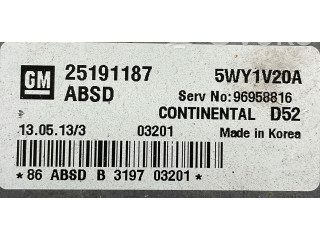 GM 25191187 5WY1V20A
ABSD Serv No:96958816
CONTINENTAL D52
13.05.13/3 03201 Made in Korea
*86 ABSD B 3197 03201*